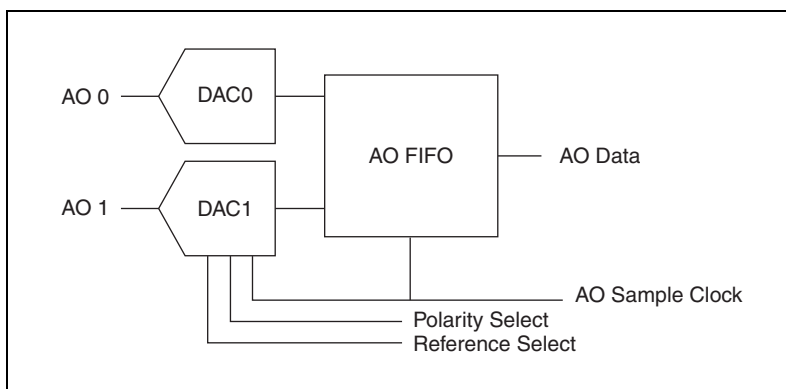 AO 0
DAC0
AO FIFO
AO Data
AO 1
DAC1
AO Sample Clock
Polarity Select
Reference Select